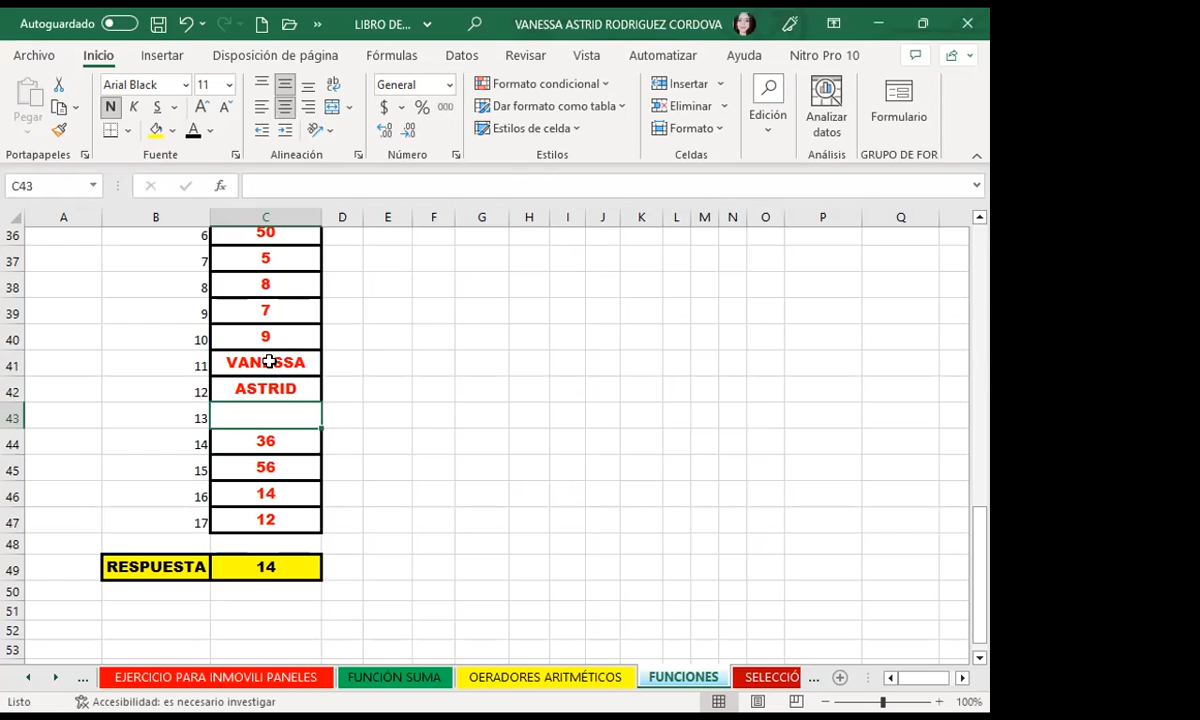 Autoguardado LIBRO DE... VANESSA ASTRID RODRIGUEZ CORDOVA
Archivo Inicio Insertar Disposición de página Fórmulas Datos Revisar Vista Automatizar Ayuda Nitro Pro 10
Arial Black 11 General Formato condicional Insertar
Pegar N K S Dar formato como tabla Eliminar Edición Analizar datos Formulario
$ % 000 Estilos de celda Formato
Portapapeles Fuente Alineación Número Estilos Celdas Análisis GRUPO DE FOR
C43 fx
A B C D E F G H I J K L M N O P Q
36 6 50
37 7 5
38 8 8
39 9 7
40 10 9
41 11 VANESSA
42 12 ASTRID
43 13
44 14 36
45 15 56
46 16 14
47 17 12
48
49 RESPUESTA 14
50
51
52
53
... EJERCICIO PARA INMOVILI PANELES FUNCIÓN SUMA OERADORES ARITMÉTICOS FUNCIONES SELECCIÓ ...
Listo Accesibilidad: es necesario investigar 100%